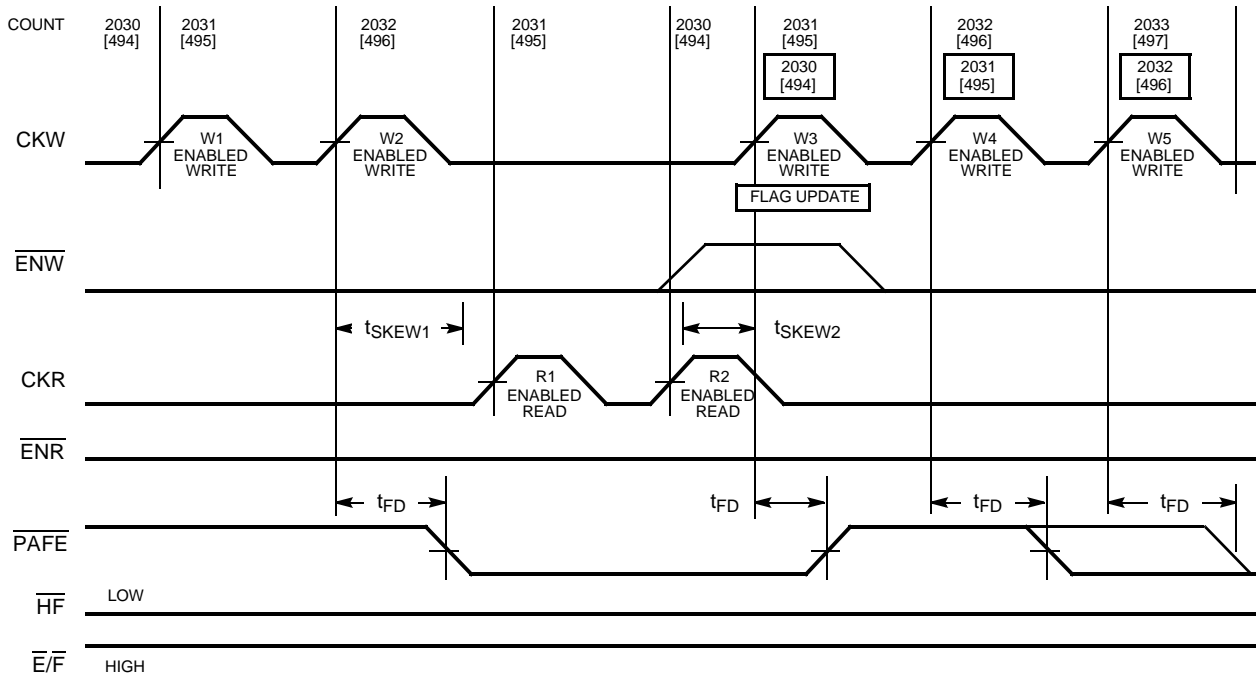 COUNT
2030 2031 2032 2031 2030 2031 2032 2033
[494] [495] [496] [495] [494] [495] [496] [497]
2030 2031 2032
[494] [495] [496]
CKW
W1 ENABLED WRITE
W2 ENABLED WRITE
W3 ENABLED WRITE
W4 ENABLED WRITE
W5 ENABLED WRITE
FLAG UPDATE
ENW
tSKEW1 tSKEW2
CKR
R1 ENABLED READ
R2 ENABLED READ
ENR
tFD tFD tFD tFD
PAFE
HF LOW
E/F HIGH